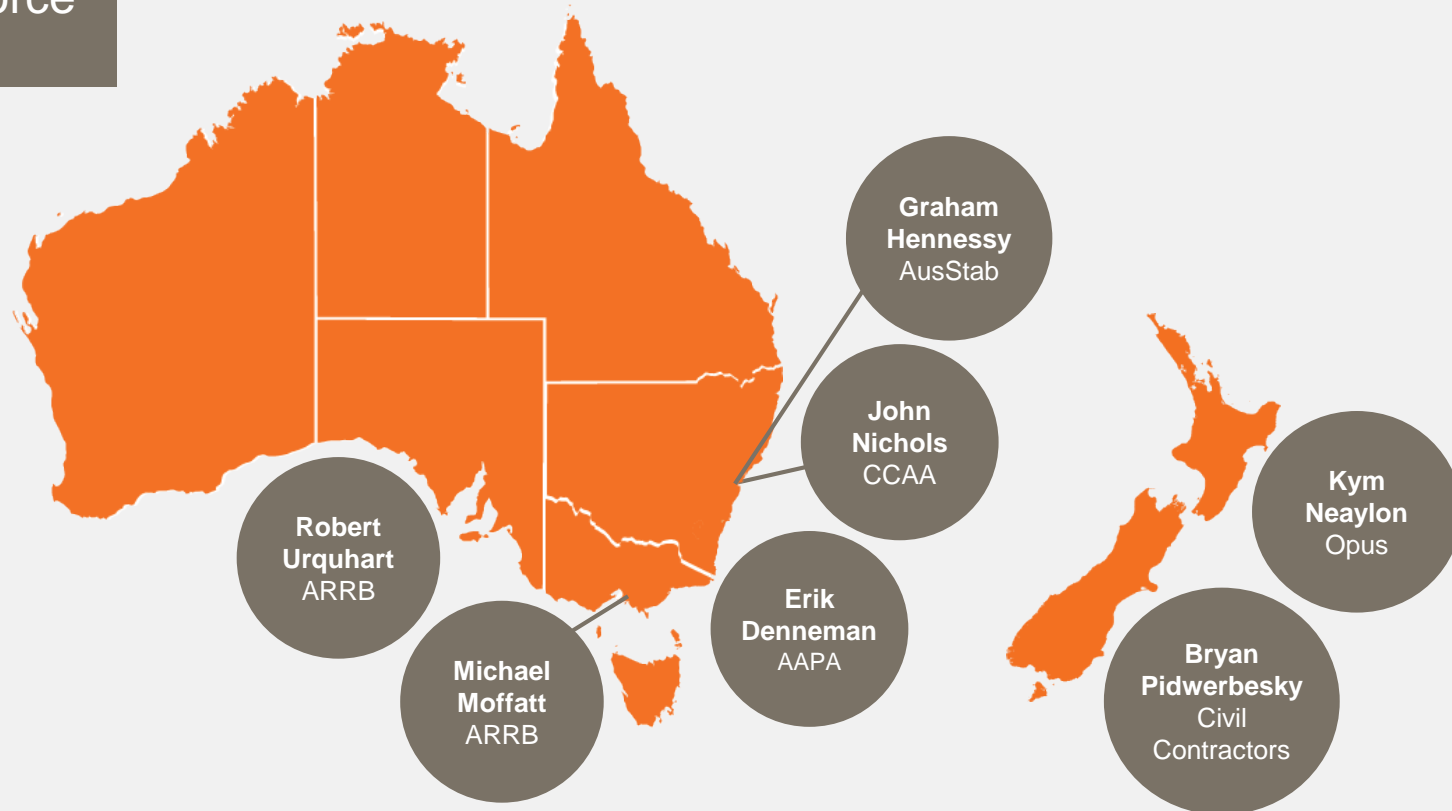 Graham
Hennessy
AusStab
John
Nichols
CCAA
Robert
Urquhart
ARRB
Michael
Moffatt
ARRB
Erik
Denneman
AAPA
Kym
Neaylon
Opus
Bryan
Pidwerbesky
Civil
Contractors